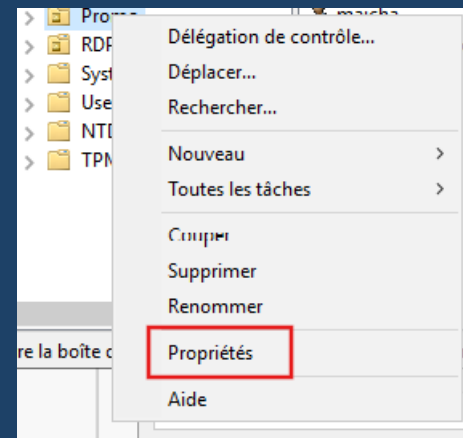 Promo
maicha
RDP
Syst
Use
NTD
TPM
Délégation de contrôle...
Déplacer...
Rechercher...
Nouveau
Toutes les tâches
Couper
Supprimer
Renommer
Propriétés
Aide
re la boîte d